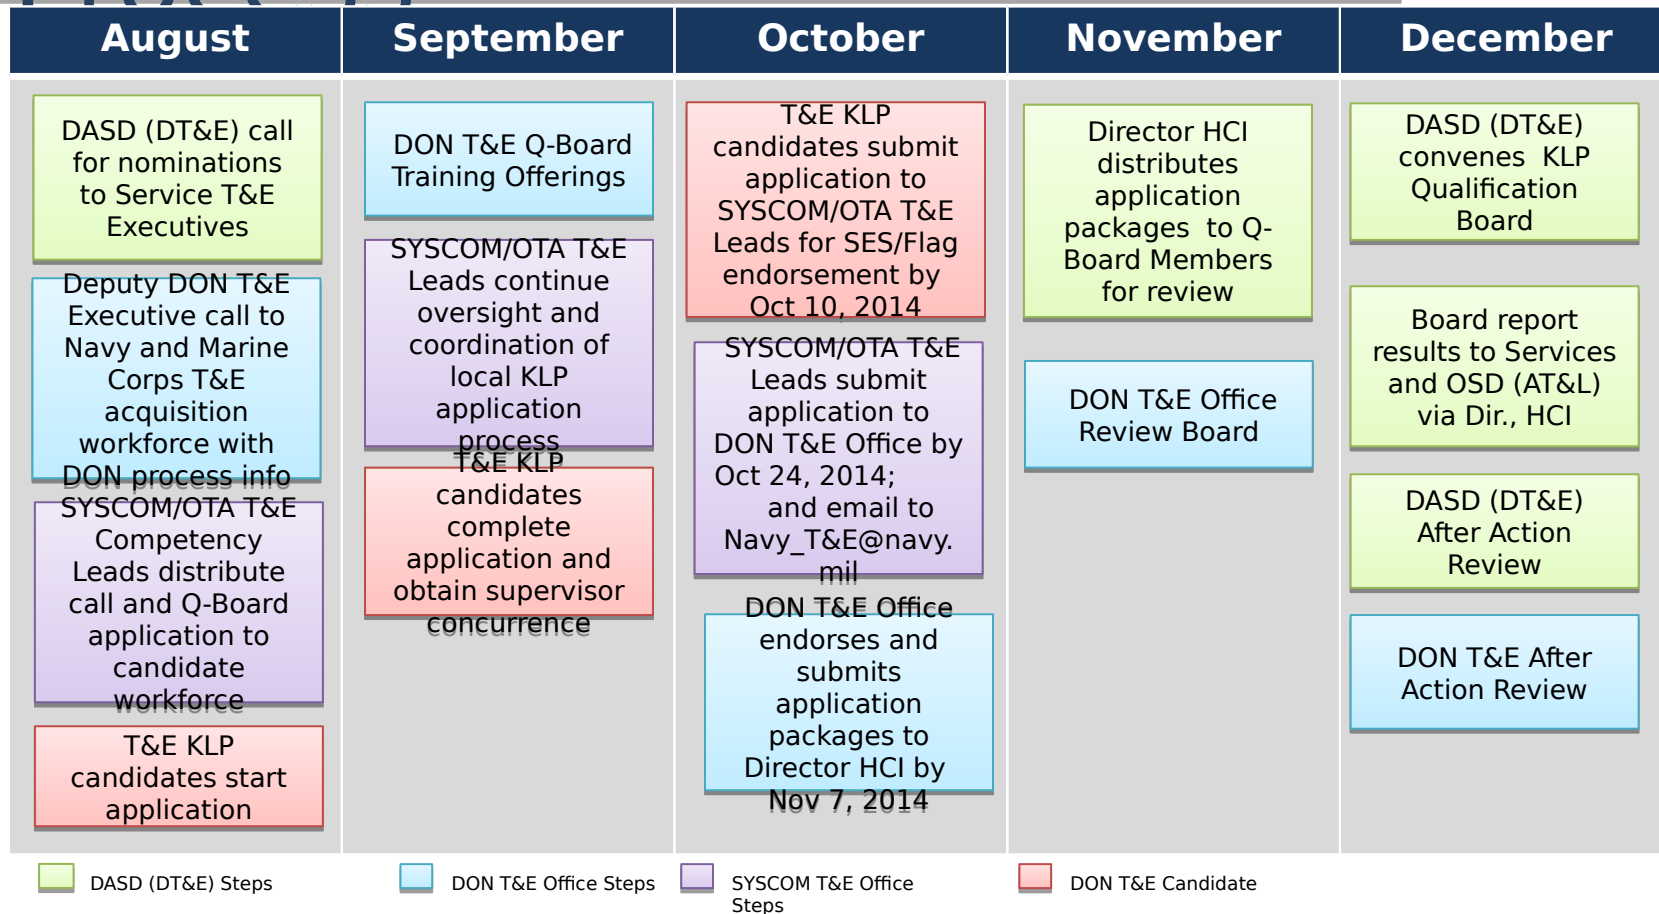 August
September
October
November
December
DASD (DT&E) call
for nominations
to Service T&E
Executives
Deputy DON T&E
Executive call to
Navy and Marine
Corps T&E
acquisition
workforce with
DON process info
SYSCOM/OTA T&E
Competency
Leads distribute
call and Q-Board
application to
candidate
workforce
T&E KLP
candidates start
application
DON T&E Q-Board
Training Offerings
SYSCOM/OTA T&E
Leads continue
oversight and
coordination of
local KLP
application
process
T&E KLP
candidates
complete
application and
obtain supervisor
concurrence
T&E KLP
candidates submit
application to
SYSCOM/OTA T&E
Leads for SES/Flag
endorsement by
Oct 10, 2014
SYSCOM/OTA T&E
Leads submit
application to
DON T&E Office by
Oct 24, 2014;
and email to
Navy_T&E@navy.
mil
DON T&E Office
endorses and
submits
application
packages to
Director HCI by
Nov 7, 2014
Director HCI
distributes
application
packages to Q-
Board Members
for review
DON T&E Office
Review Board
DASD (DT&E)
convenes KLP
Qualification
Board
Board report
results to Services
and OSD (AT&L)
via Dir., HCI
DASD (DT&E)
After Action
Review
DON T&E After
Action Review
DASD (DT&E) Steps
DON T&E Office Steps
SYSCOM T&E Office
Steps
DON T&E Candidate